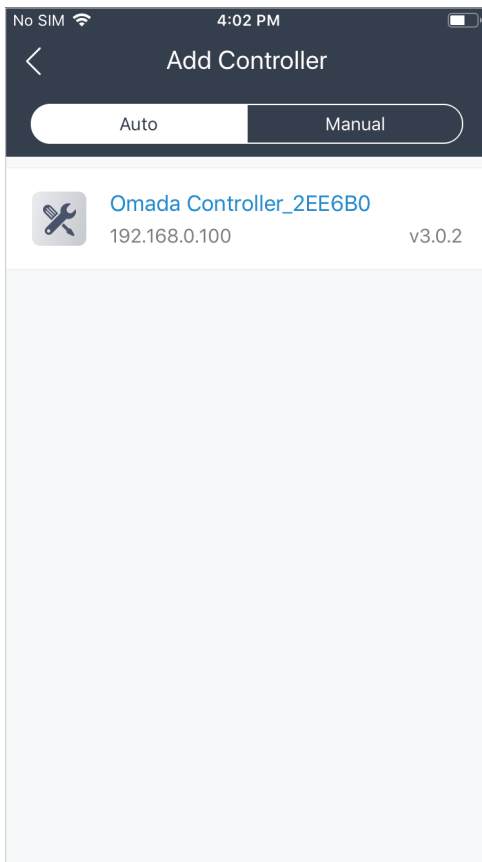 No SIM 4:02 PM
Add Controller
Auto Manual
Omada Controller_2EE6B0
192.168.0.100 v3.0.2